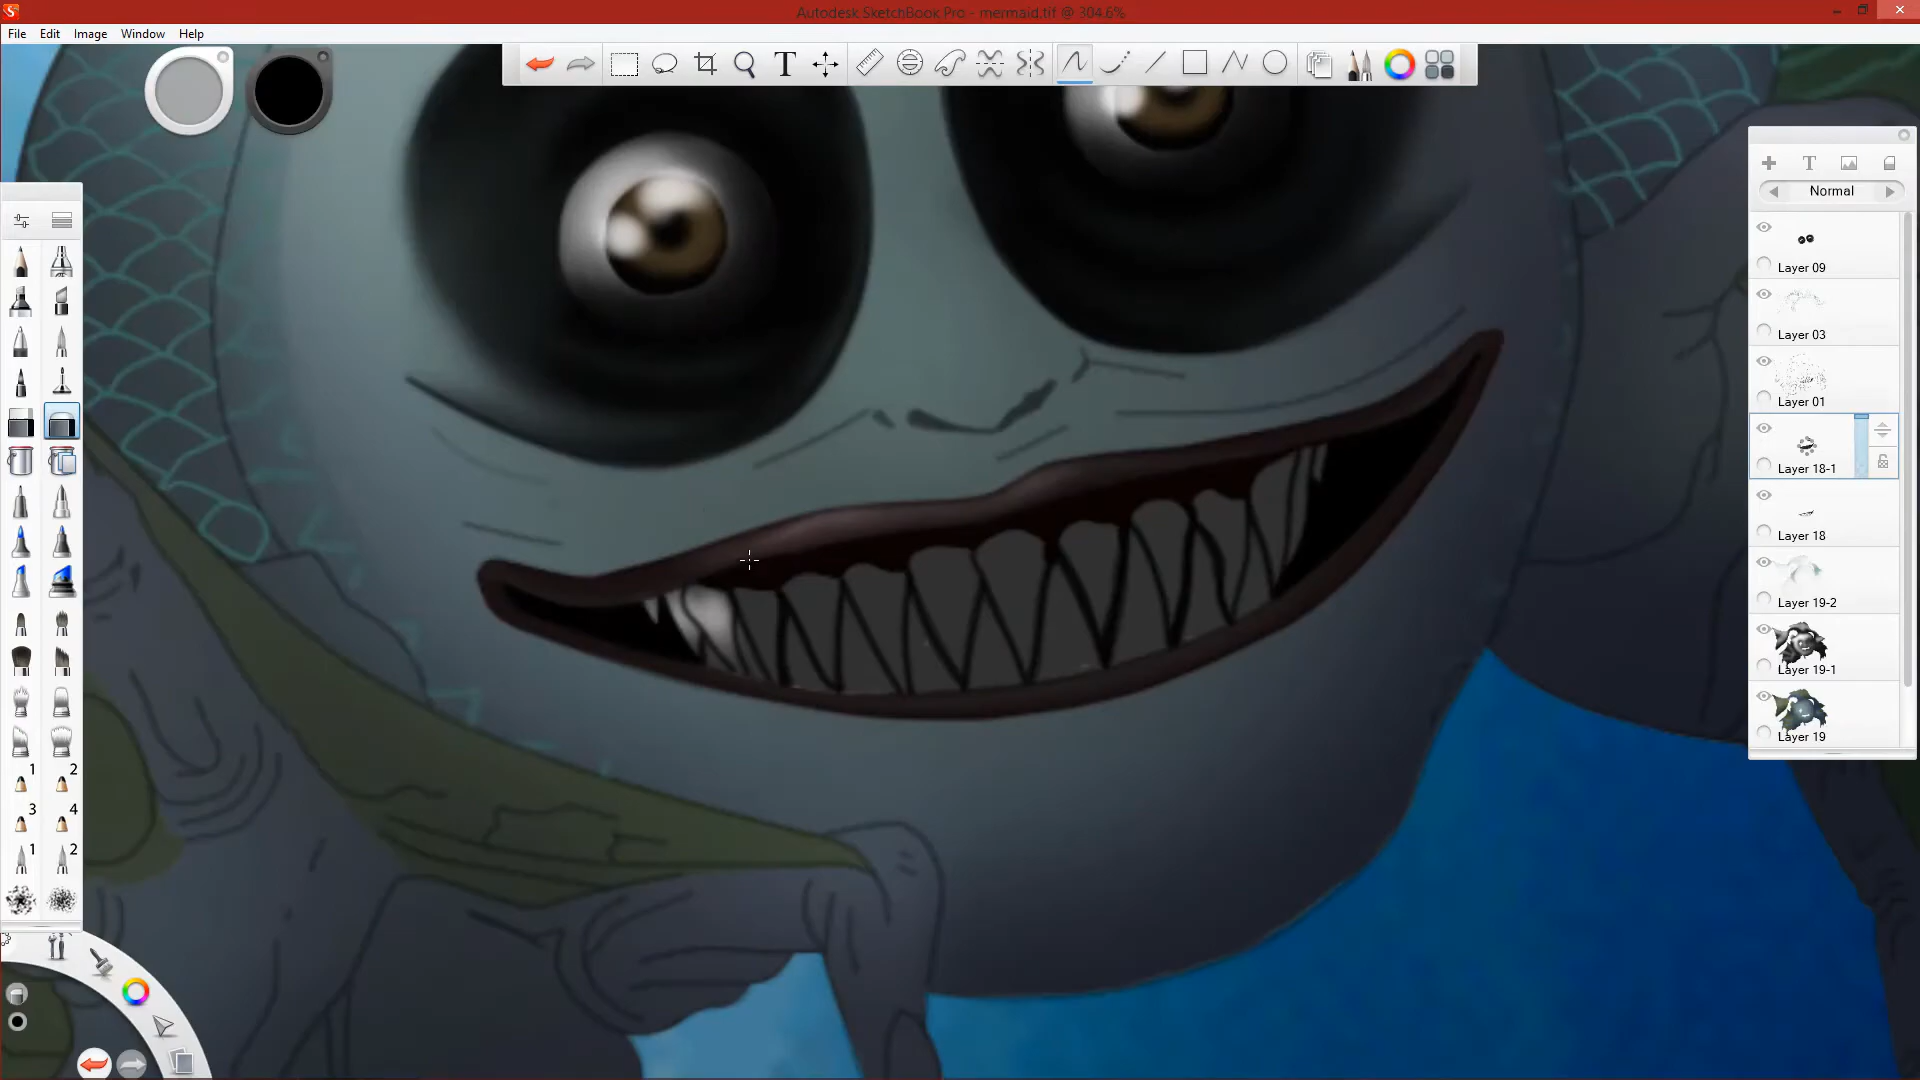 Autodesk SketchBook Pro - mermaid.tif @ 304.6%
File Edit Image Window Help
T
T
Normal
Layer 09
Layer 03
Layer 01
Layer 18-1
Layer 18
Layer 19-2
Layer 19-1
Layer 19
1 2
3 4
1 2